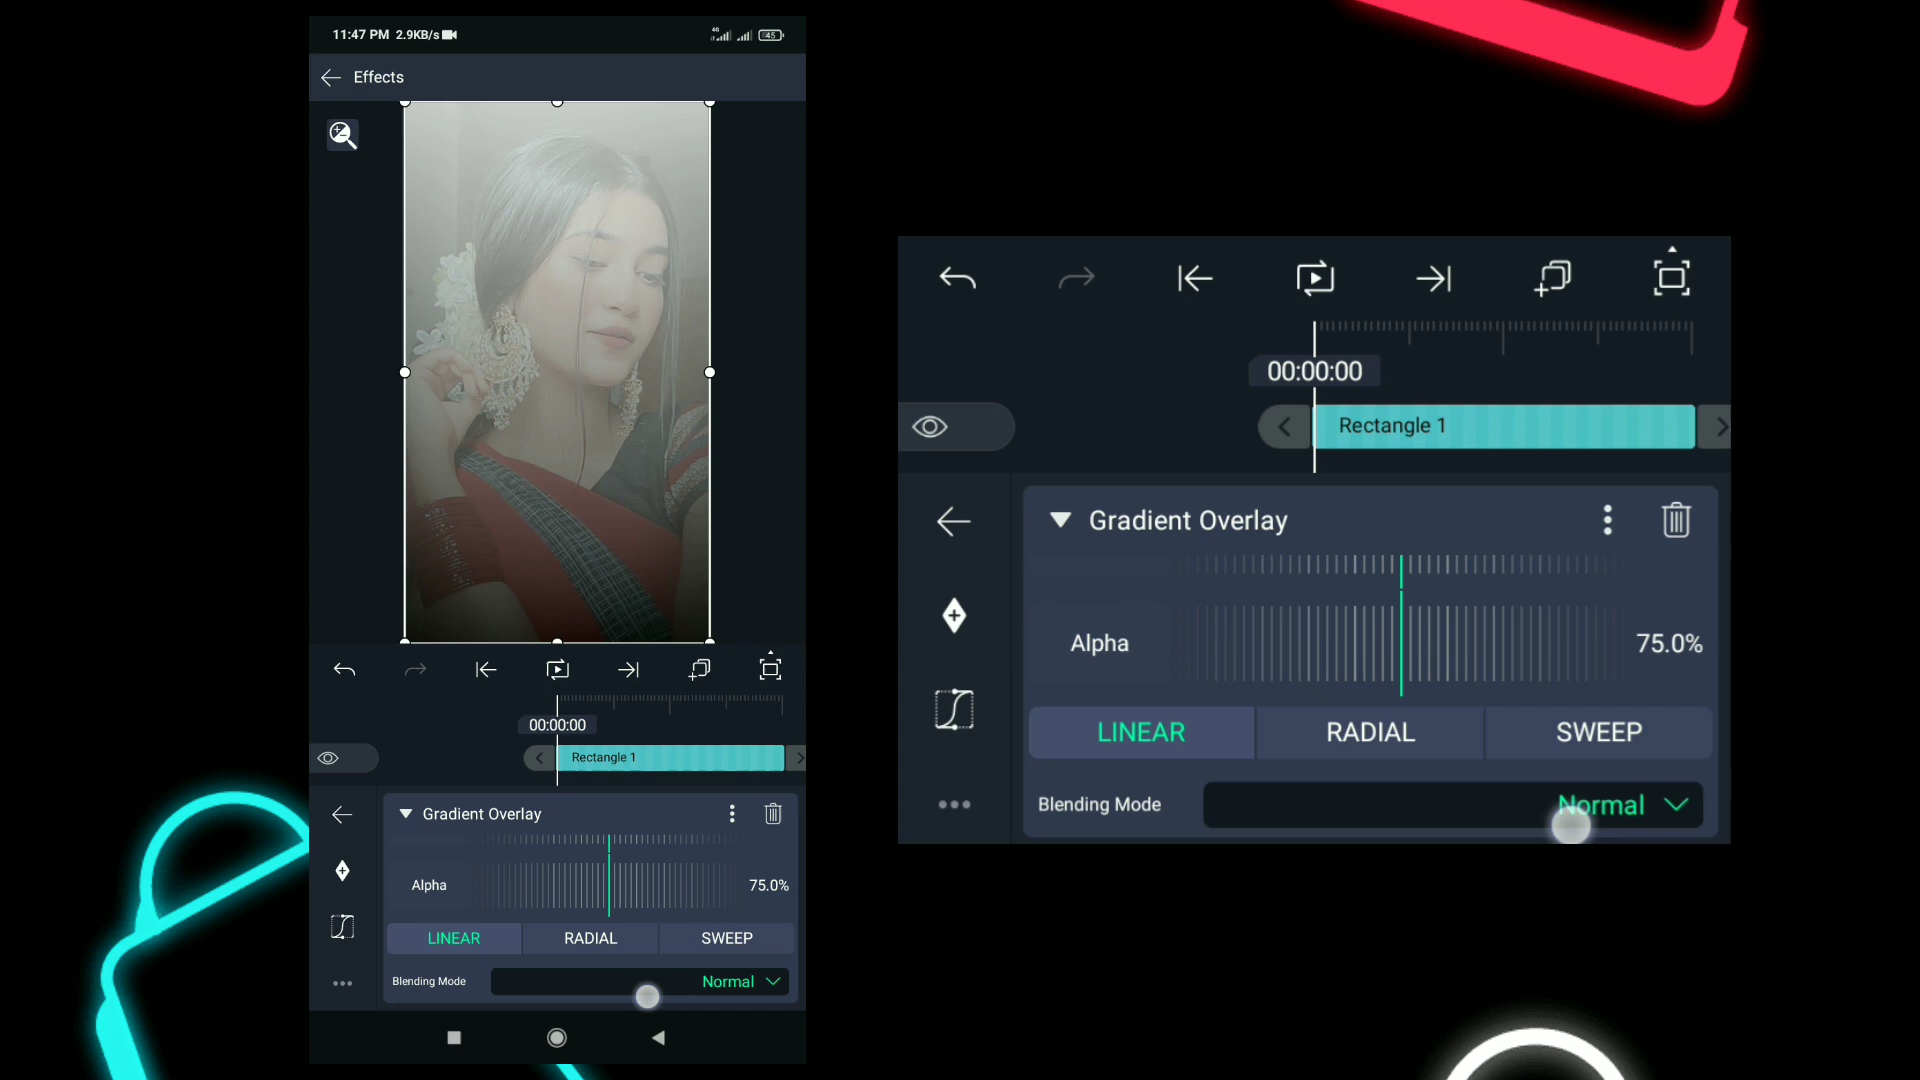 11:47 PM 2.9KB/s
4G
45
Effects
00:00:00
Rectangle 1
Gradient Overlay
Alpha
75.0%
LINEAR RADIAL SWEEP
Blending Mode
Normal
00:00:00
Rectangle 1
Gradient Overlay
Alpha
75.0%
LINEAR RADIAL SWEEP
Blending Mode
Normal